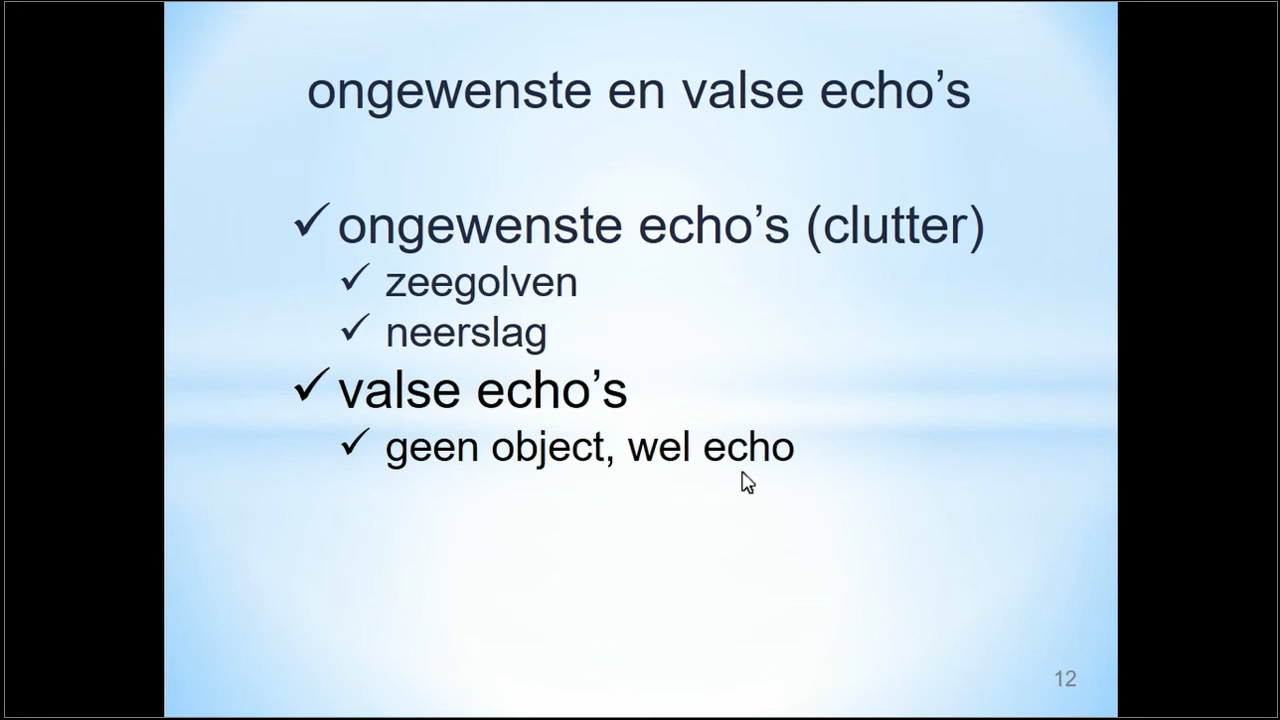 ongewenste en valse echo’s
✓ ongewenste echo’s (clutter)
✓ zeegolven
✓ neerslag
✓ valse echo’s
✓ geen object, wel echo
12